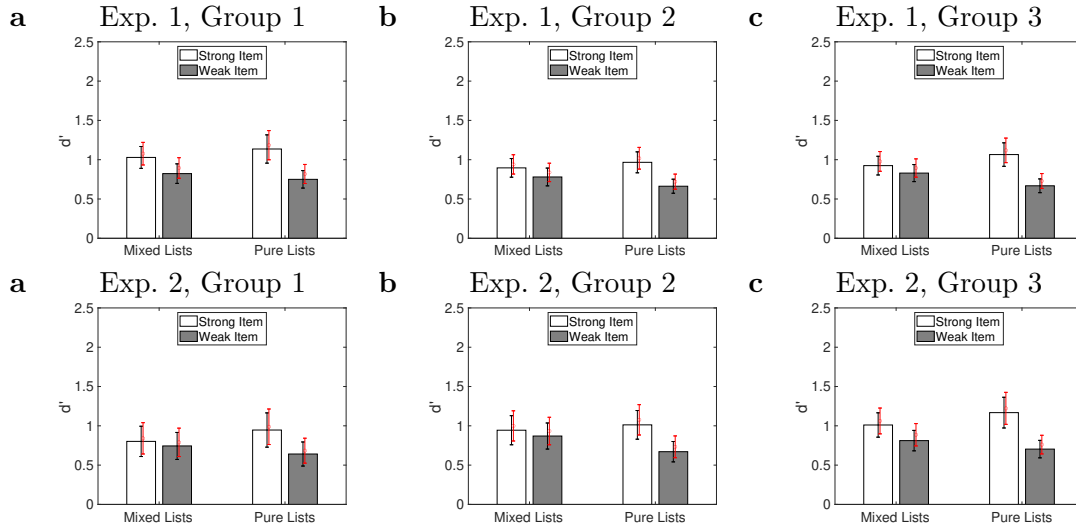 a Exp. 1, Group 1
2.5
2
1.5
1
0.5
0
d'
Strong Item
Weak Item
Mixed Lists Pure Lists
b Exp. 1, Group 2
2.5
2
1.5
1
0.5
0
d'
Strong Item
Weak Item
Mixed Lists Pure Lists
c Exp. 1, Group 3
2.5
2
1.5
1
0.5
0
d'
Strong Item
Weak Item
Mixed Lists Pure Lists
a Exp. 2, Group 1
2.5
2
1.5
1
0.5
0
d'
Strong Item
Weak Item
Mixed Lists Pure Lists
b Exp. 2, Group 2
2.5
2
1.5
1
0.5
0
d'
Strong Item
Weak Item
Mixed Lists Pure Lists
c Exp. 2, Group 3
2.5
2
1.5
1
0.5
0
d'
Strong Item
Weak Item
Mixed Lists Pure Lists